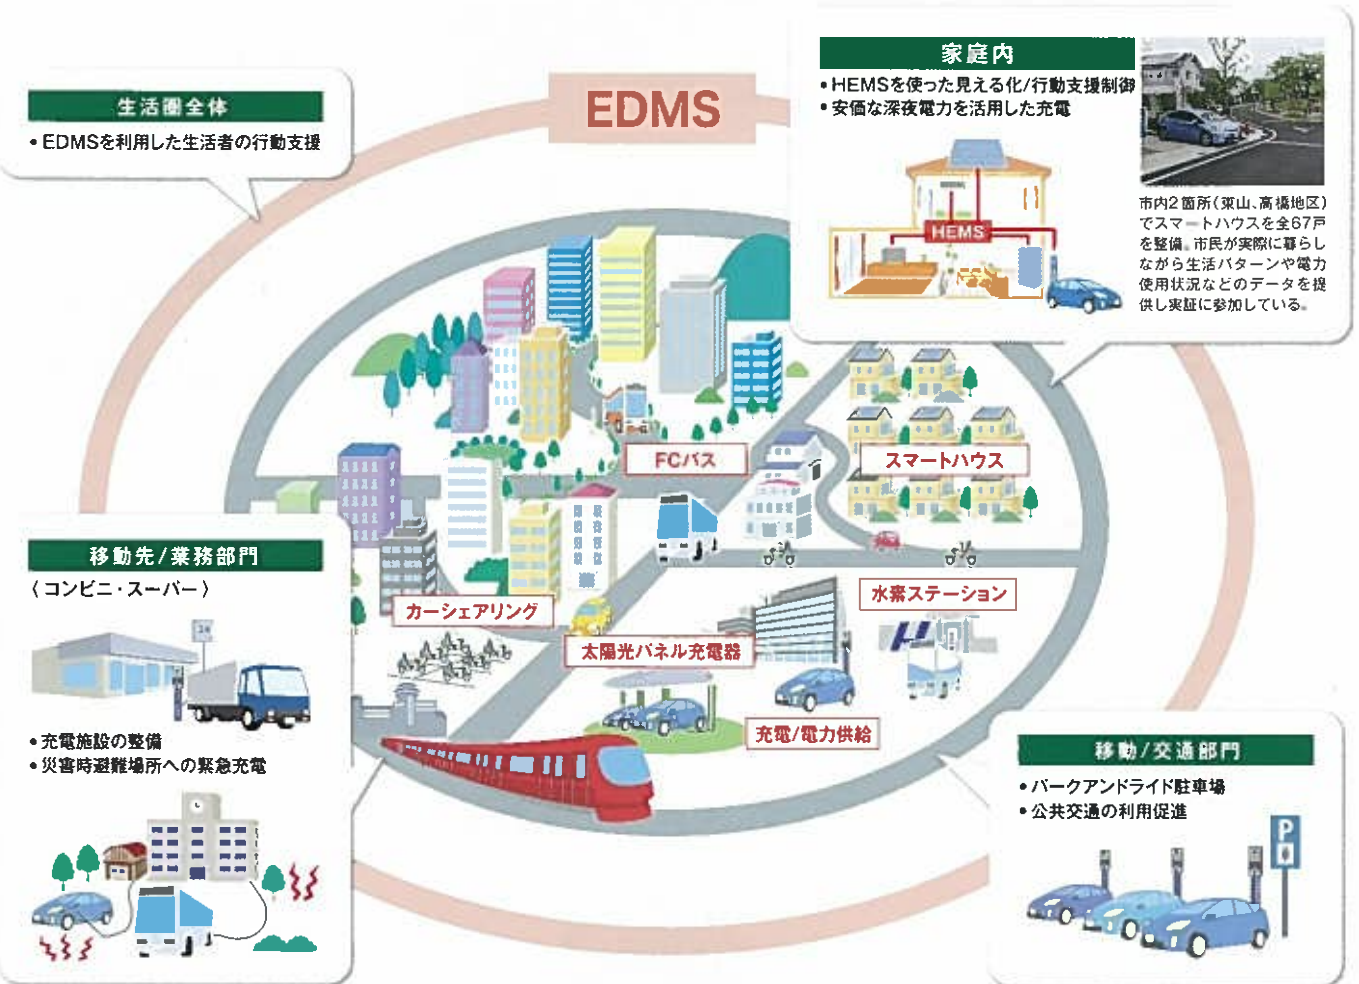 EDMS
生活圏全体
• EDMSを利用した生活者の行動支援
家庭内
• HEMSを使った見える化/行動支援制御
• 安価な深夜電力を活用した充電
HEMS
市内2箇所(東山、高橋地区)
でスマートハウスを全67戸
を整備。市民が実際に暮らし
ながら生活パターンや電力
使用状況などのデータを提
供し実証に参加している。
FCバス
スマートハウス
カーシェアリング
水素ステーション
太陽光パネル充電器
充電/電力供給
移動先/業務部門
〈コンビニ・スーパー〉
24
• 充電施設の整備
• 災害時避難場所への緊急充電
移動/交通部門
• パークアンドライド駐車場
• 公共交通の利用促進
P